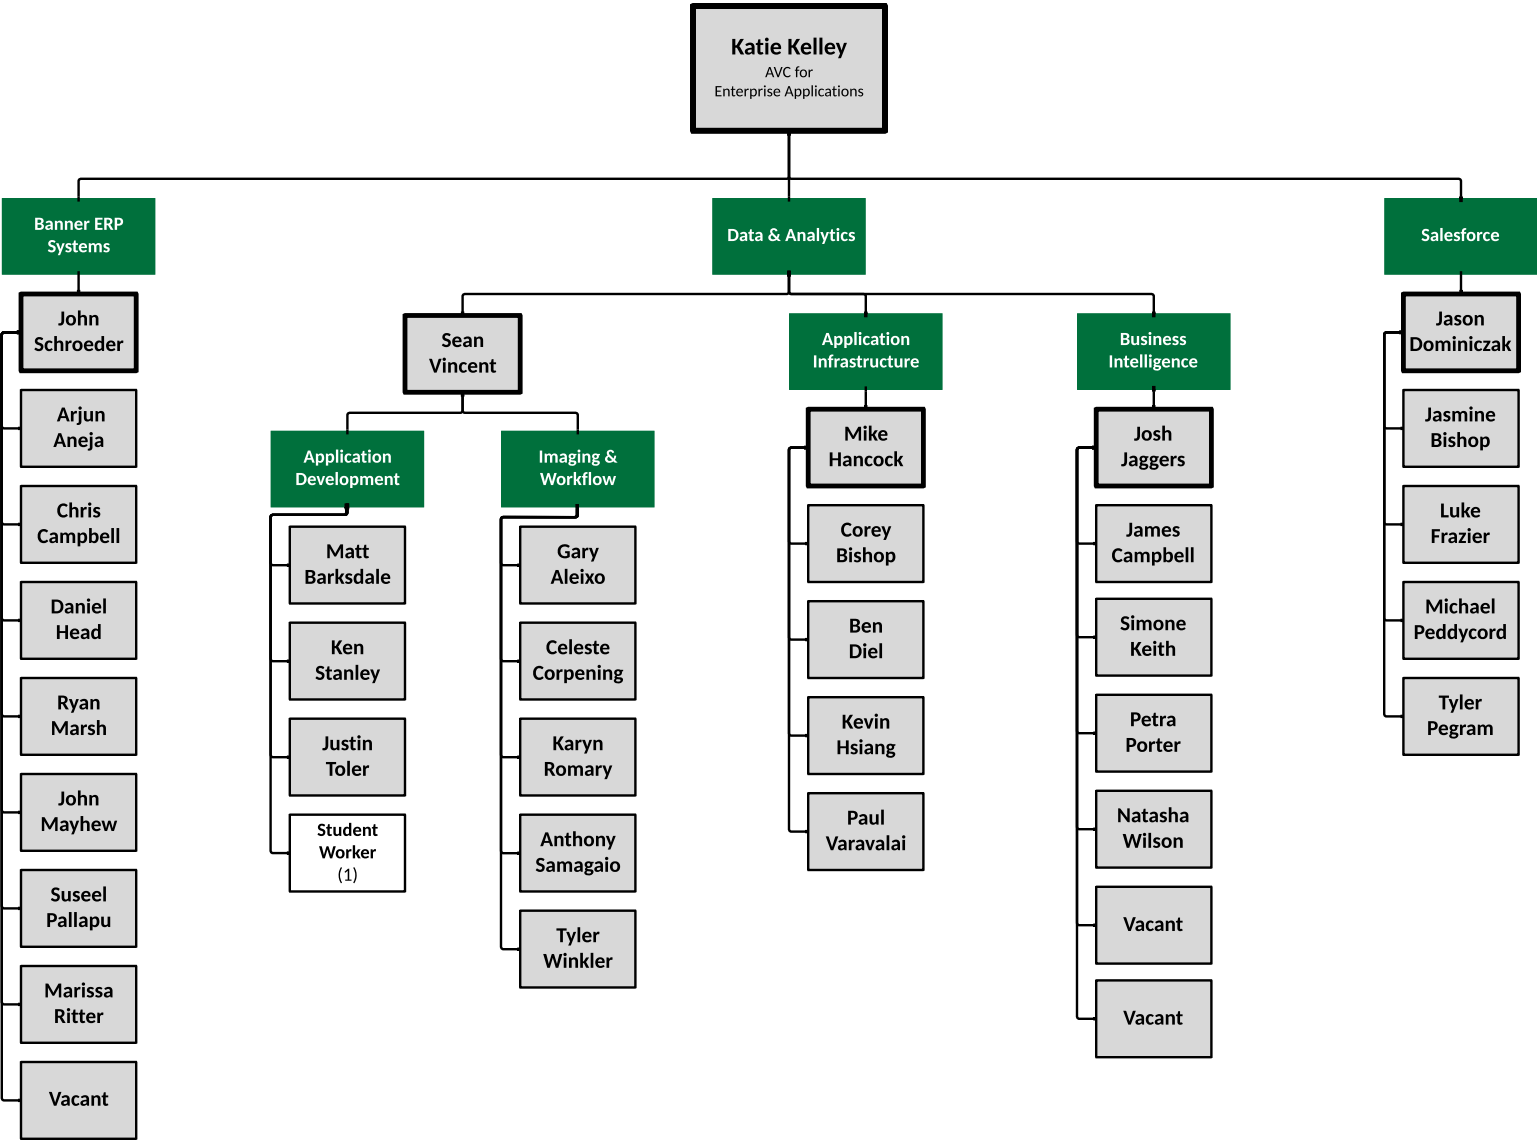 Katie Kelley
AVC for
Enterprise Applications
Banner ERP
Systems
John
Schroeder
Arjun
Aneja
Chris
Campbell
Daniel
Head
Ryan
Marsh
John
Mayhew
Suseel
Pallapu
Marissa
Ritter
Vacant
Data & Analytics
Sean
Vincent
Application
Development
Matt
Barksdale
Ken
Stanley
Justin
Toler
Student
Worker
(1)
Imaging &
Workflow
Gary
Aleixo
Celeste
Corpening
Karyn
Romary
Anthony
Samagaio
Tyler
Winkler
Application
Infrastructure
Mike
Hancock
Corey
Bishop
Ben
Diel
Kevin
Hsiang
Paul
Varavalai
Business
Intelligence
Josh
Jaggers
James
Campbell
Simone
Keith
Petra
Porter
Natasha
Wilson
Vacant
Vacant
Salesforce
Jason
Dominiczak
Jasmine
Bishop
Luke
Frazier
Michael
Peddycord
Tyler
Pegram